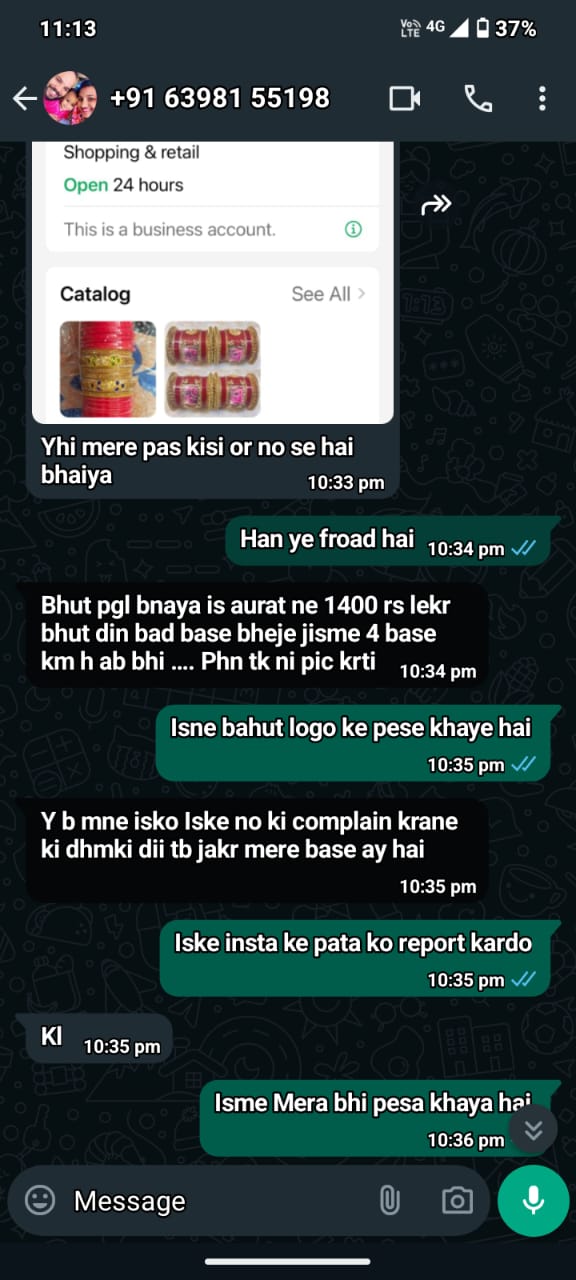 11:13
Vo LTE 4G 37%
+91 63981 55198
Shopping & retail
Open 24 hours
This is a business account.
Catalog See All >
Yhi mere pas kisi or no se hai
bhaiya 10:33 pm
Han ye froad hai 10:34 pm
Bhut pgl bnaya is aurat ne 1400 rs lekr
bhut din bad base bheje jisme 4 base
km h ab bhi .... Phn tk ni pic krti 10:34 pm
Isne bahut logo ke pese khaye hai
10:35 pm
Y b mne isko Iske no ki complain krane
ki dhmki dii tb jakr mere base ay hai
10:35 pm
Iske insta ke pata ko report kardo
10:35 pm
Kl 10:35 pm
Isme Mera bhi pesa khaya hai
10:36 pm
Message